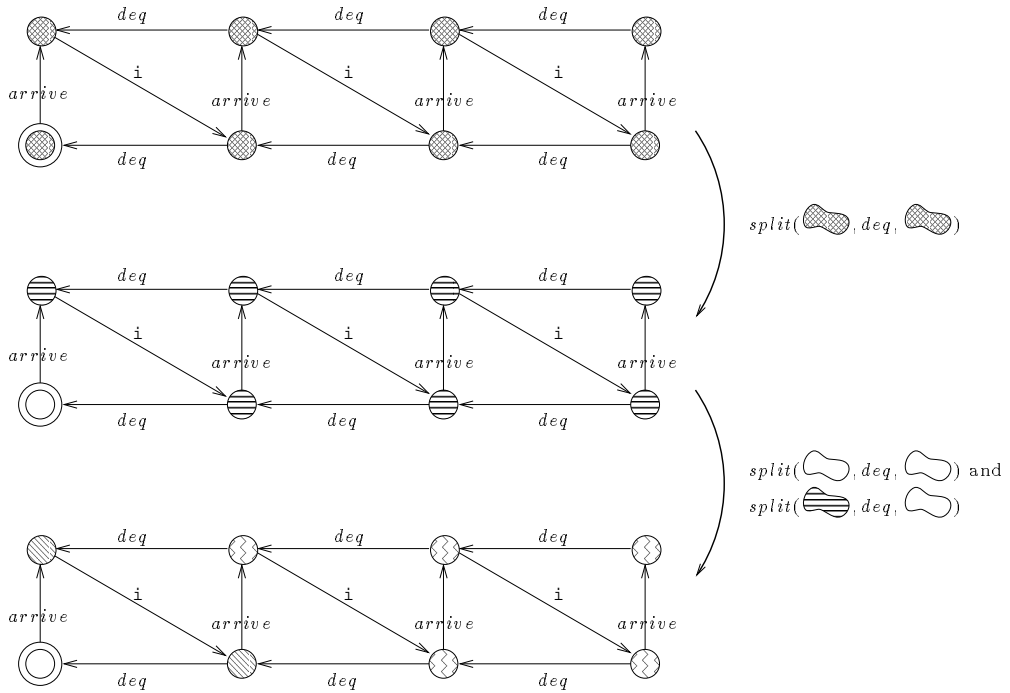 deq deq deq
i i i
arrive arrive arrive arrive
deq deq deq
split( , deq, )
deq deq deq
i i i
arrive arrive arrive arrive
deq deq deq
split( , deq, ) and
split( , deq, )
deq deq deq
i i i
arrive arrive arrive arrive
deq deq deq